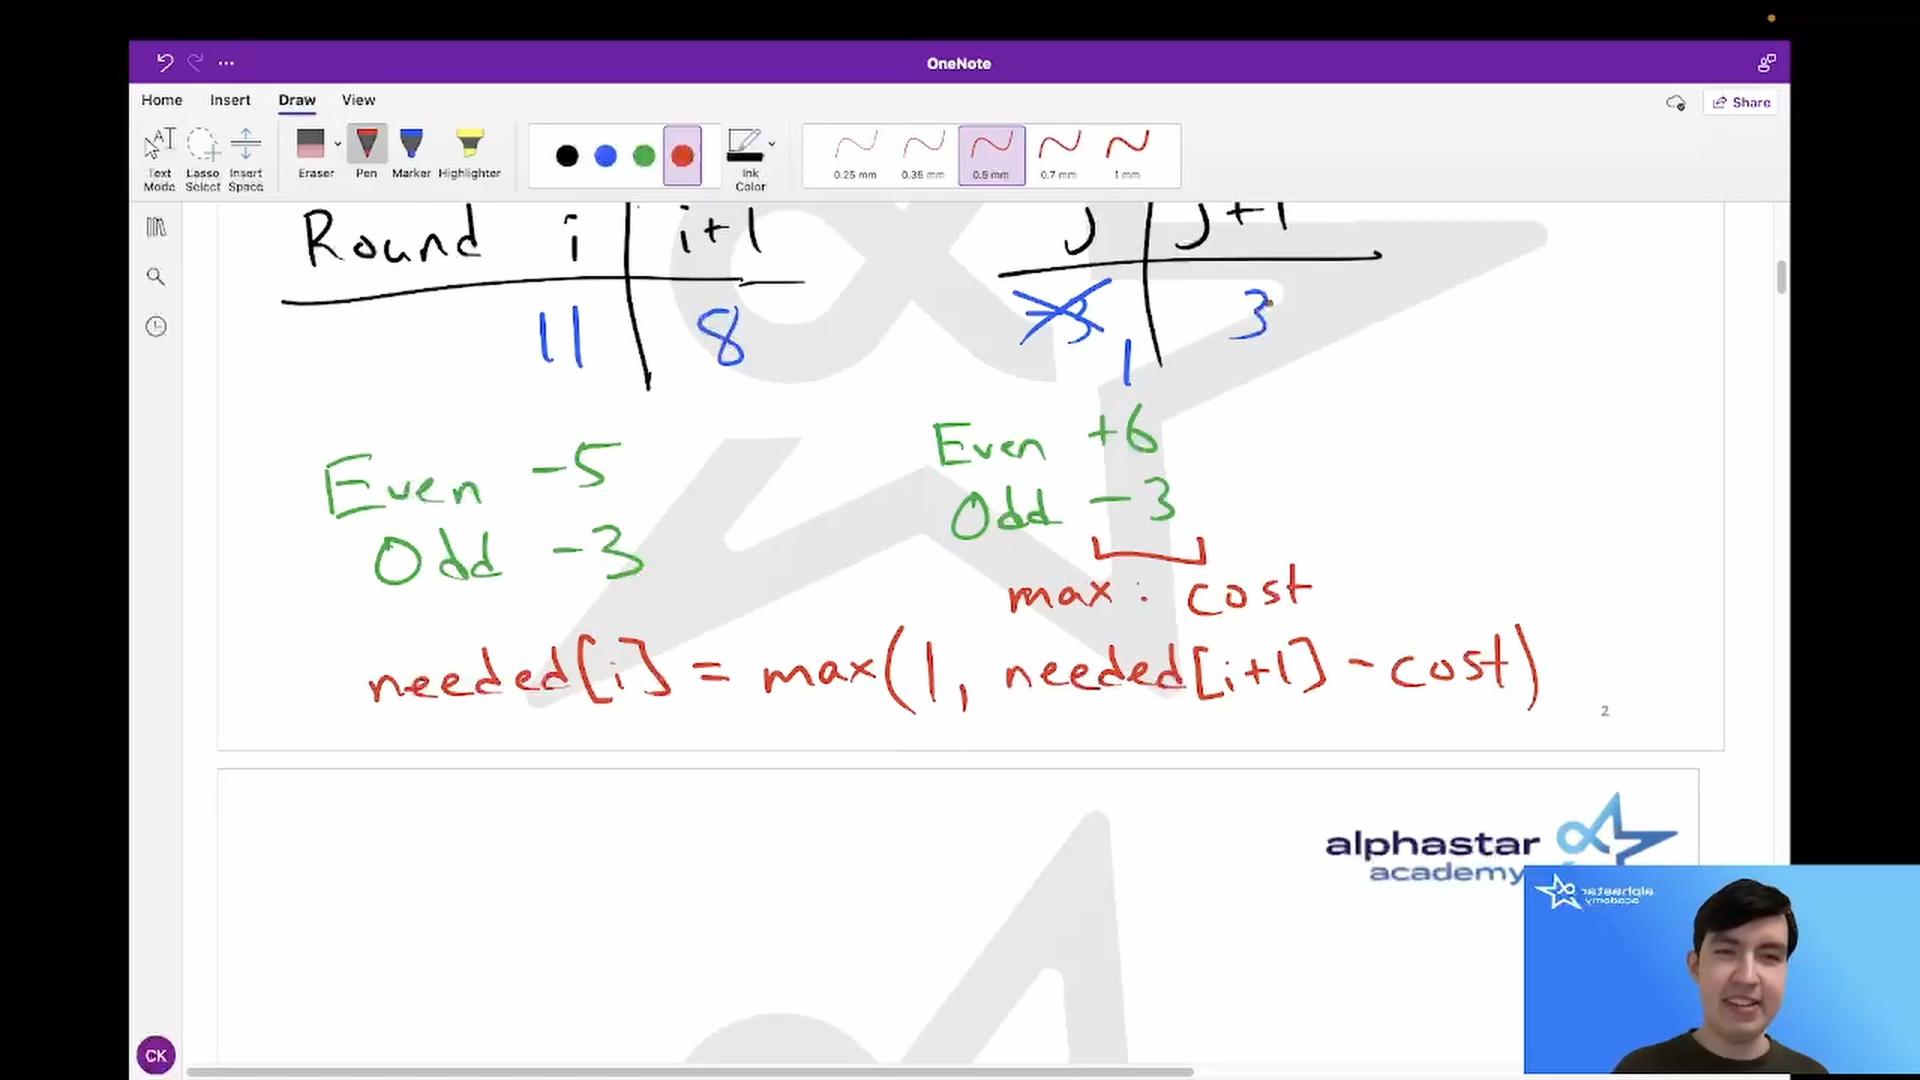 OneNote
Home Insert Draw View
Share
Text Mode
Lasso Select
Insert Space
Eraser
Pen
Marker
Highlighter
Ink Color
0.25 mm
0.35 mm
0.5 mm
0.7 mm
1 mm
Round i i+1
11 8
j j+1
-3 3
1
Even -5
Odd -3
Even +6
Odd -3
max: cost
needed[i] = max(1, needed[i+1] - cost)
2
alphastar
academy
alphastar
academy
CK